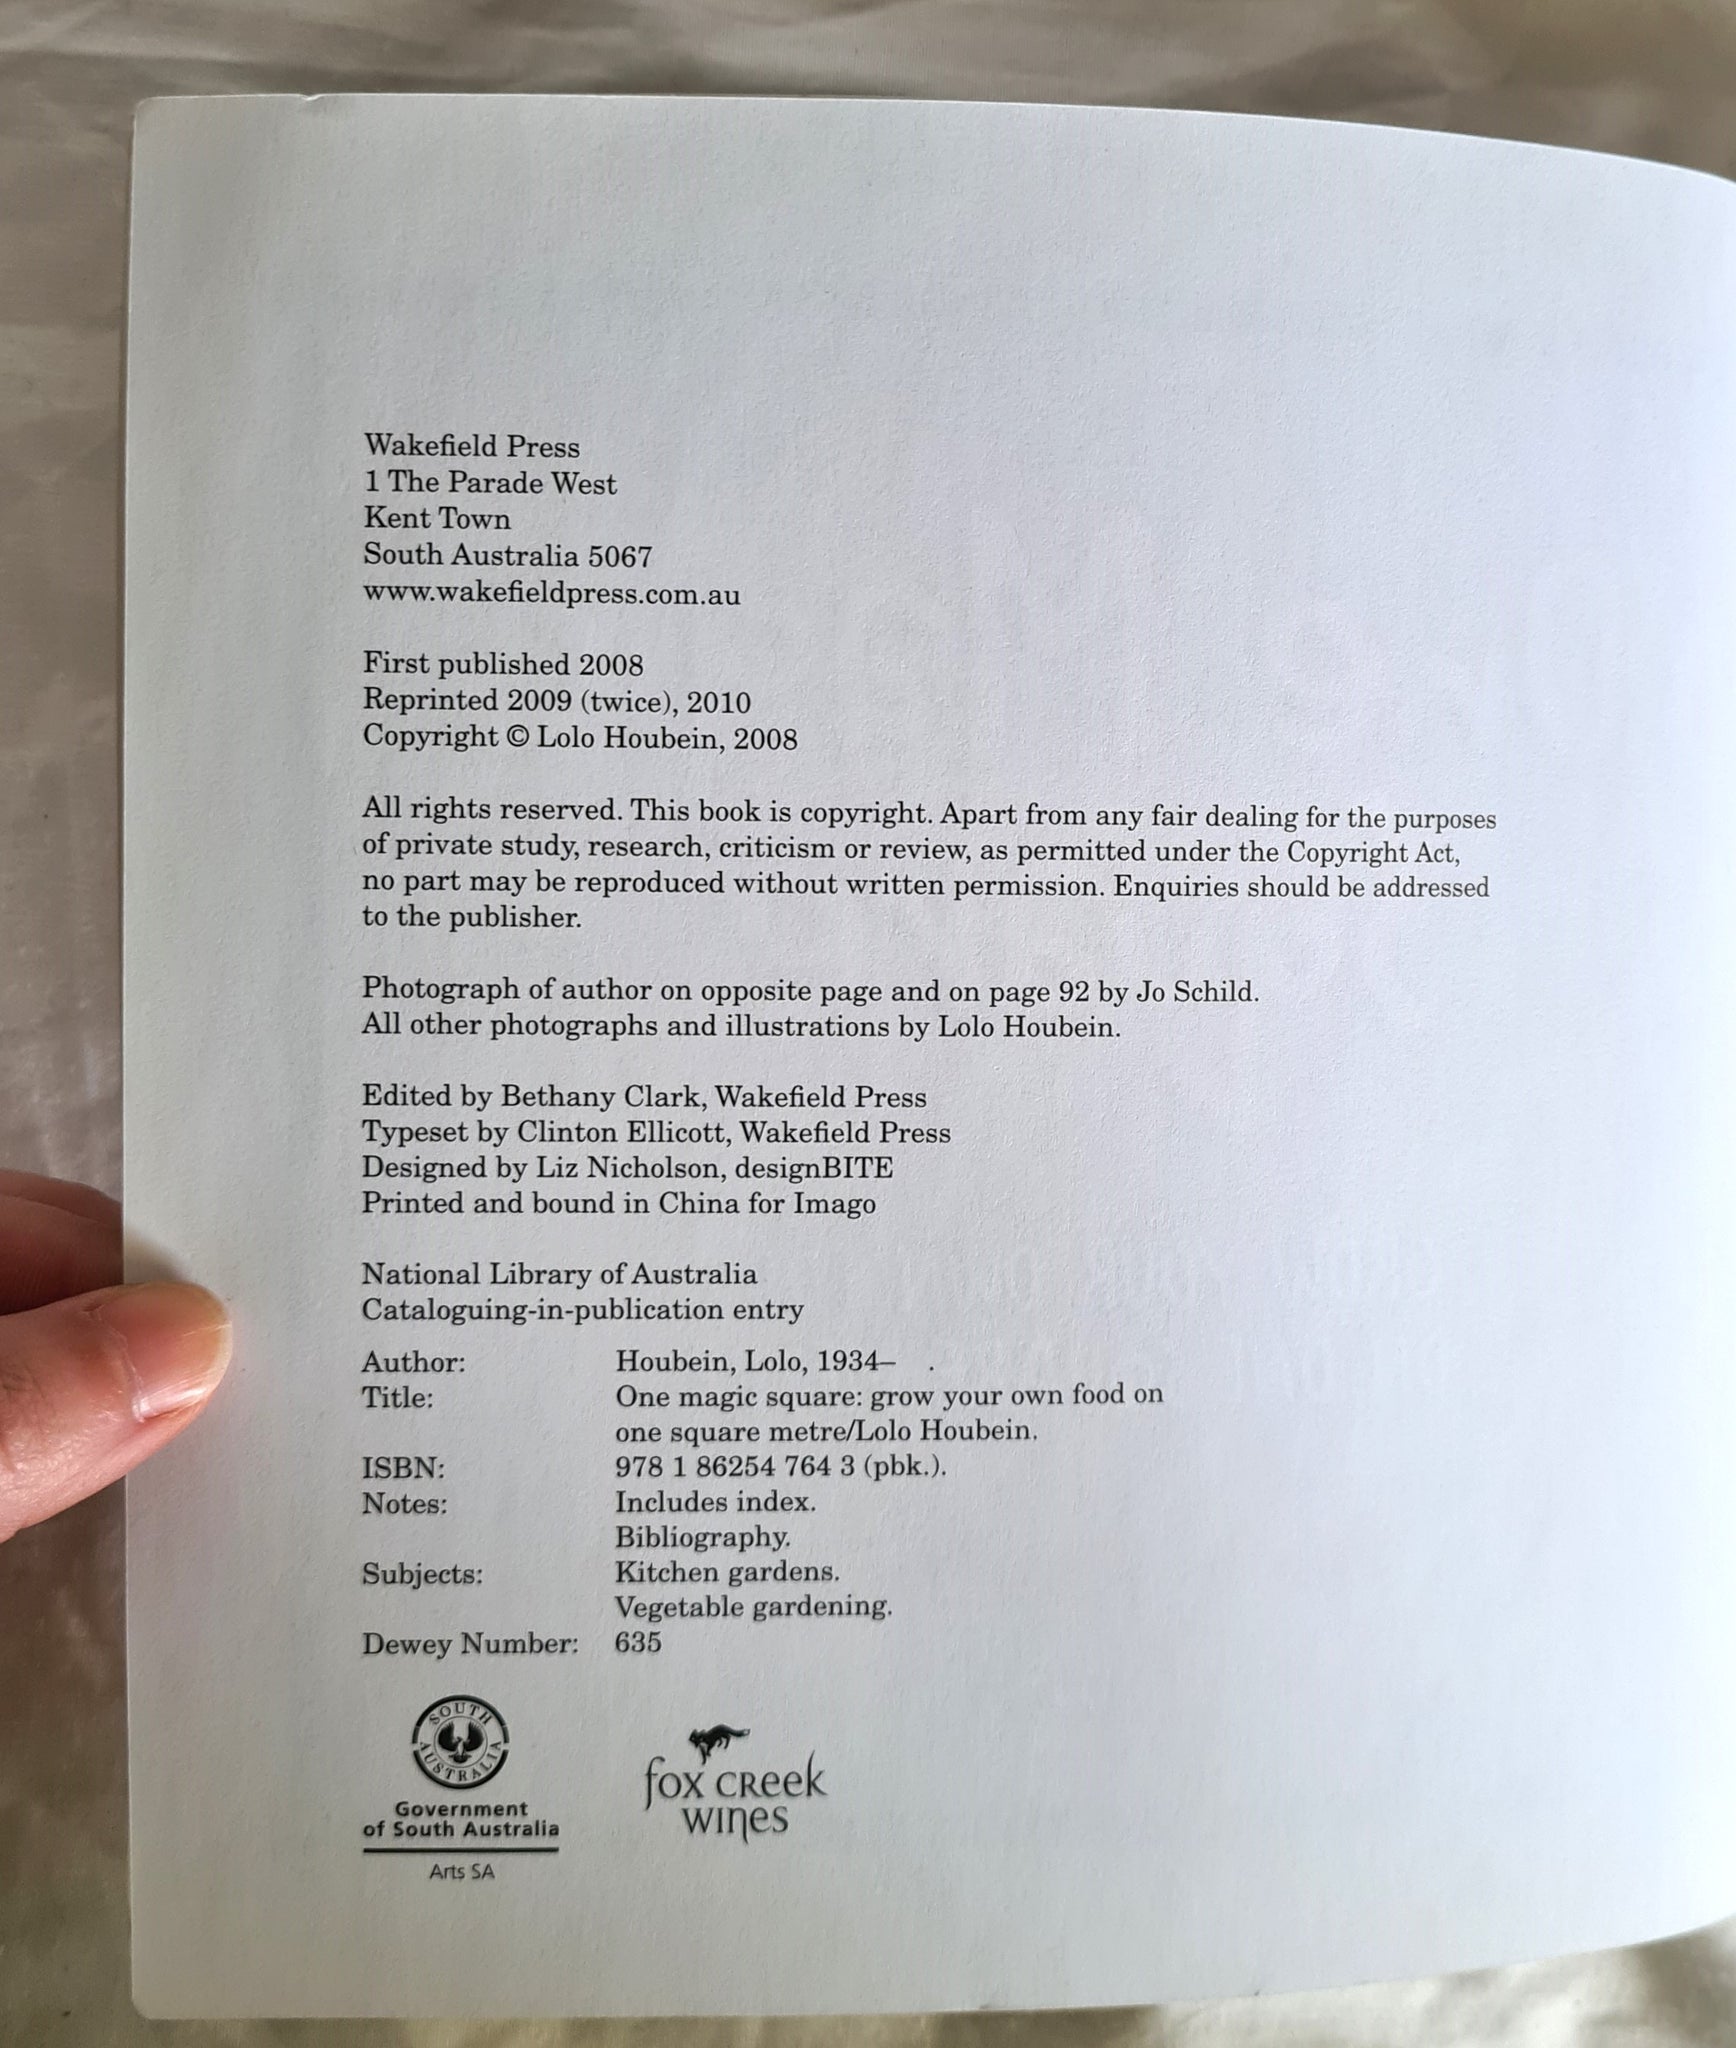 Wakefield Press
1 The Parade West
Kent Town
South Australia 5067
www.wakefieldpress.com.au
First published 2008
Reprinted 2009 (twice), 2010
Copyright © Lolo Houbein, 2008
All rights reserved. This book is copyright. Apart from any fair dealing for the purposes
of private study, research, criticism or review, as permitted under the Copyright Act,
no part may be reproduced without written permission. Enquiries should be addressed
to the publisher.
Photograph of author on opposite page and on page 92 by Jo Schild.
All other photographs and illustrations by Lolo Houbein.
Edited by Bethany Clark, Wakefield Press
Typeset by Clinton Ellicott, Wakefield Press
Designed by Liz Nicholson, designBITE
Printed and bound in China for Imago
National Library of Australia
Cataloguing-in-publication entry
Author: Houbein, Lolo, 1934– .
Title: One magic square: grow your own food on
one square metre/Lolo Houbein.
ISBN: 978 1 86254 764 3 (pbk.).
Notes: Includes index.
Bibliography.
Subjects: Kitchen gardens.
Vegetable gardening.
Dewey Number: 635
SOUTH AUSTRALIA
Government
of South Australia
Arts SA
fox creek
wines